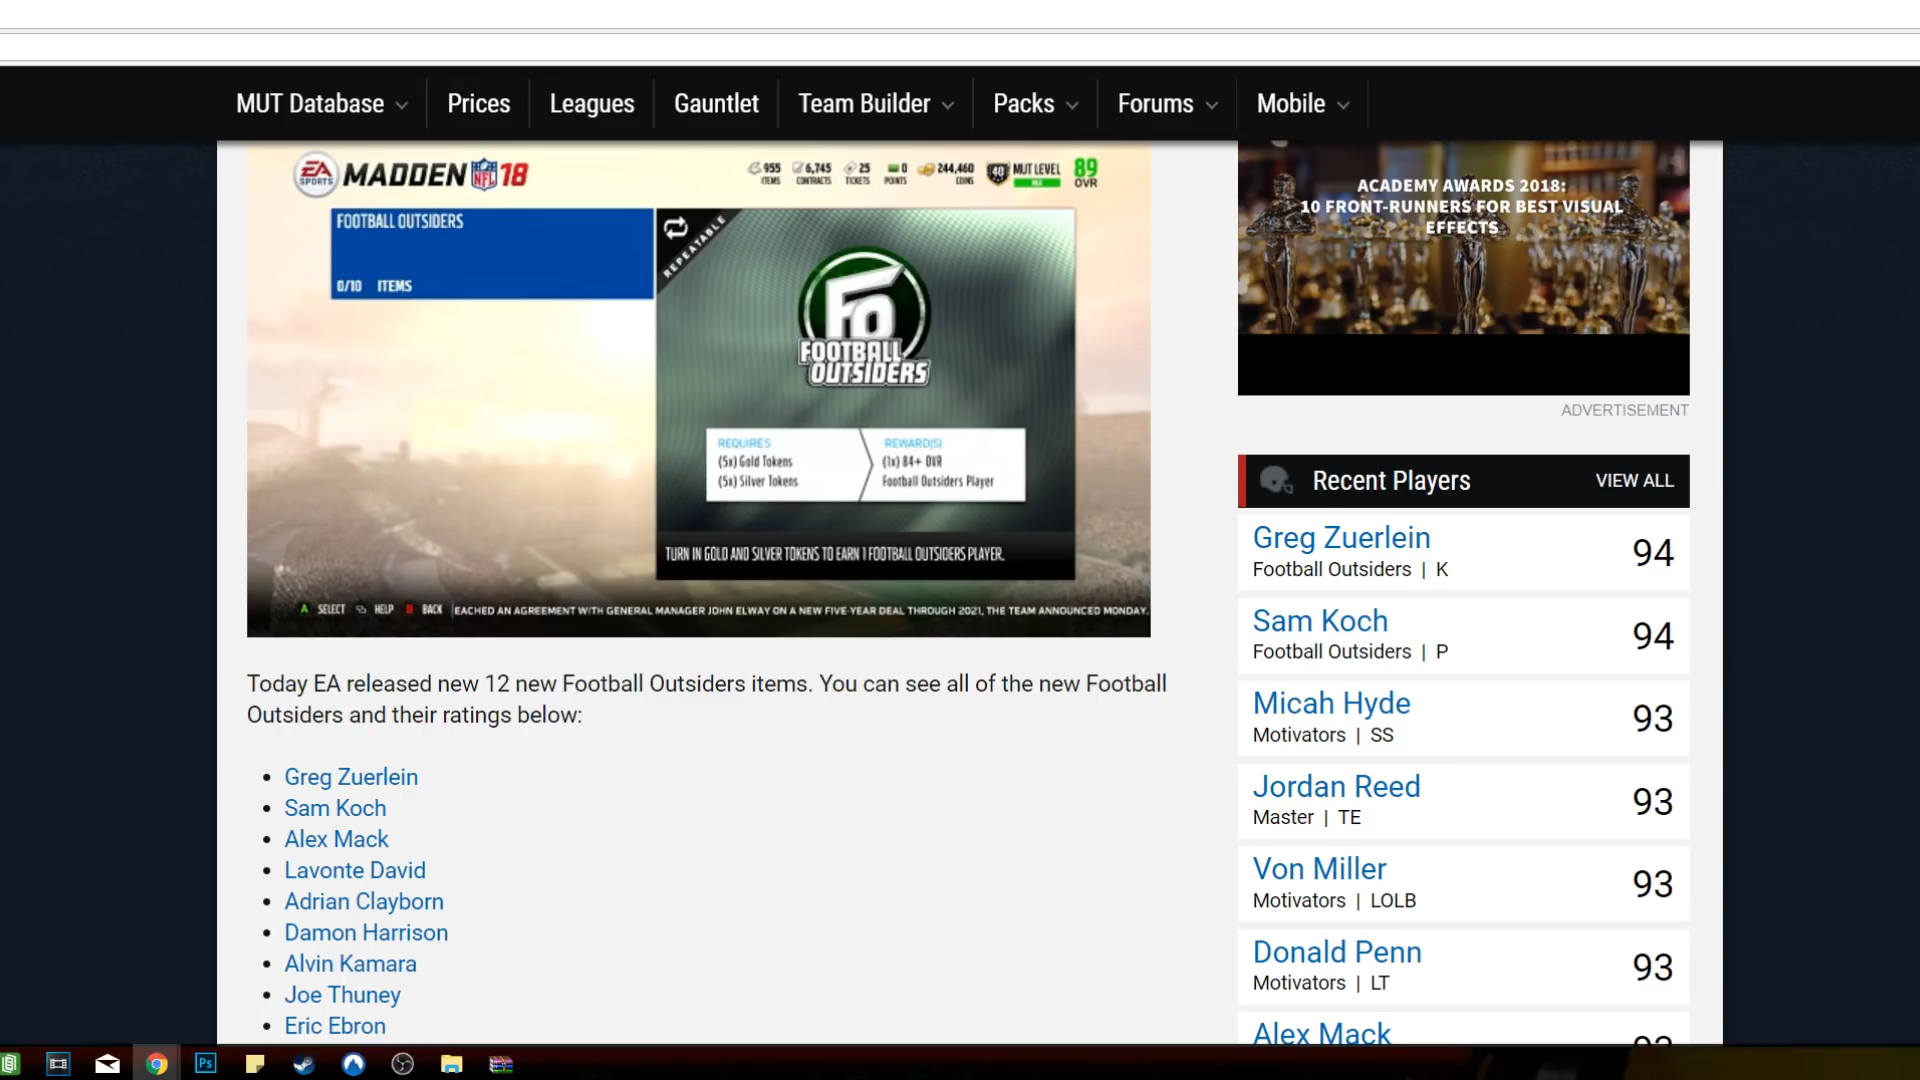 MUT Database
Prices
Leagues
Gauntlet
Team Builder
Packs
Forums
Mobile
EA SPORTS MADDEN NFL 18
955 ITEMS
6,745 CONTRACTS
25 TICKETS
0 POINTS
244,460 COINS
40 MUT LEVEL
89 OVR
FOOTBALL OUTSIDERS
0/10 ITEMS
REPEATABLE
FO
FOOTBALL
OUTSIDERS
REQUIRES
(5x) Gold Tokens
(5x) Silver Tokens
REWARD(S)
(1x) 84+ OVR
Football Outsiders Player
TURN IN GOLD AND SILVER TOKENS TO EARN 1 FOOTBALL OUTSIDERS PLAYER.
A SELECT HELP BACK EACHED AN AGREEMENT WITH GENERAL MANAGER JOHN ELWAY ON A NEW FIVE-YEAR DEAL THROUGH 2021, THE TEAM ANNOUNCED MONDAY.
Today EA released new 12 new Football Outsiders items. You can see all of the new Football
Outsiders and their ratings below:
• Greg Zuerlein
• Sam Koch
• Alex Mack
• Lavonte David
• Adrian Clayborn
• Damon Harrison
• Alvin Kamara
• Joe Thuney
• Eric Ebron
ACADEMY AWARDS 2018:
10 FRONT-RUNNERS FOR BEST VISUAL
EFFECTS
ADVERTISEMENT
Recent Players VIEW ALL
Greg Zuerlein 94
Football Outsiders | K
Sam Koch 94
Football Outsiders | P
Micah Hyde 93
Motivators | SS
Jordan Reed 93
Master | TE
Von Miller 93
Motivators | LOLB
Donald Penn 93
Motivators | LT
Alex Mack
Ps